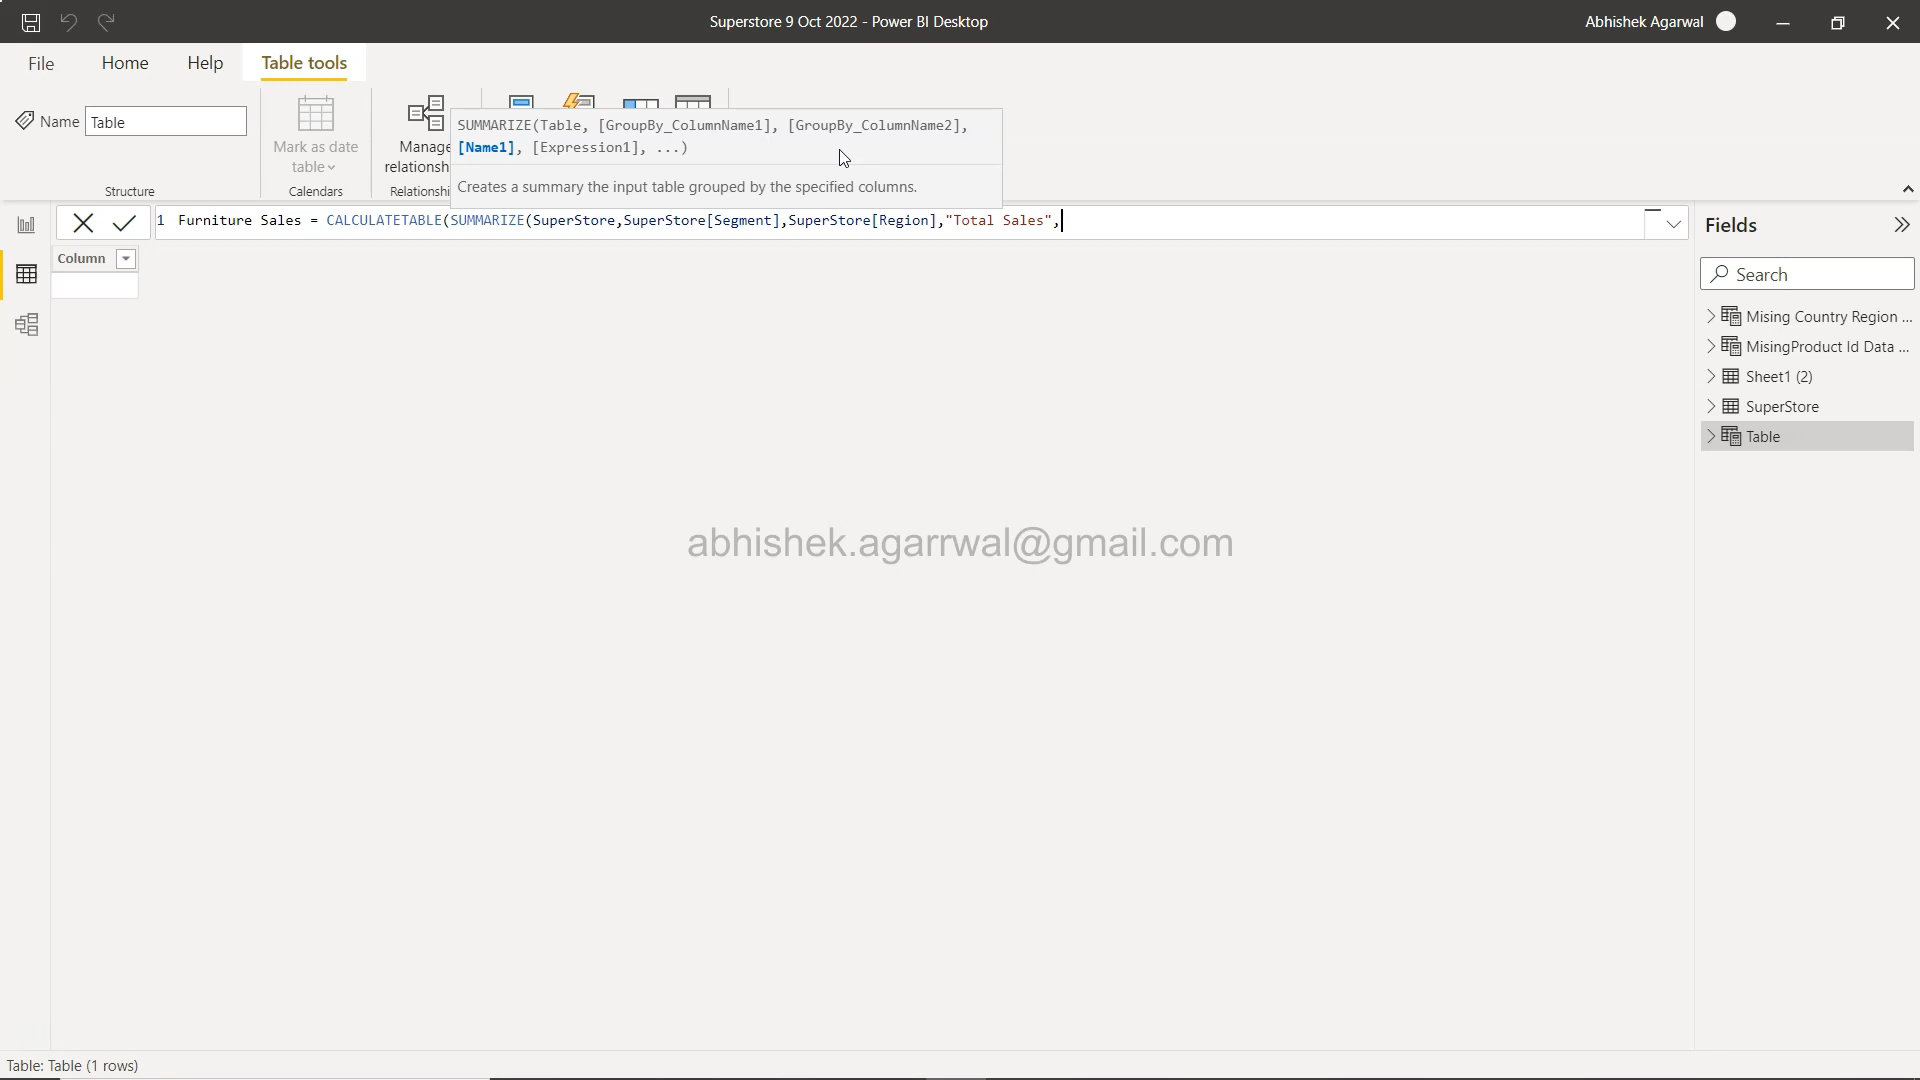 Superstore 9 Oct 2022 - Power BI Desktop
Abhishek Agarwal
File
Home
Help
Table tools
Name
Table
Mark as date
table
Manage
relationsh
Structure
Calendars
Relationshi
SUMMARIZE(Table, [GroupBy_ColumnName1], [GroupBy_ColumnName2],
[Name1], [Expression1], ...)
Creates a summary the input table grouped by the specified columns.
1 Furniture Sales = CALCULATETABLE(SUMMARIZE(SuperStore,SuperStore[Segment],SuperStore[Region],"Total Sales",
Column
Fields
Search
Mising Country Region ...
MisingProduct Id Data ...
Sheet1 (2)
SuperStore
Table
abhishek.agarrwal@gmail.com
Table: Table (1 rows)